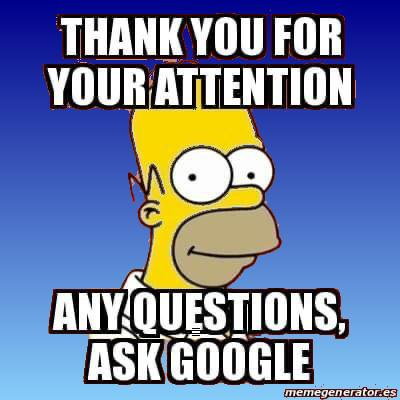 THANK YOU FOR
YOUR ATTENTION
ANY QUESTIONS,
ASK GOOGLE
memegenerator.es